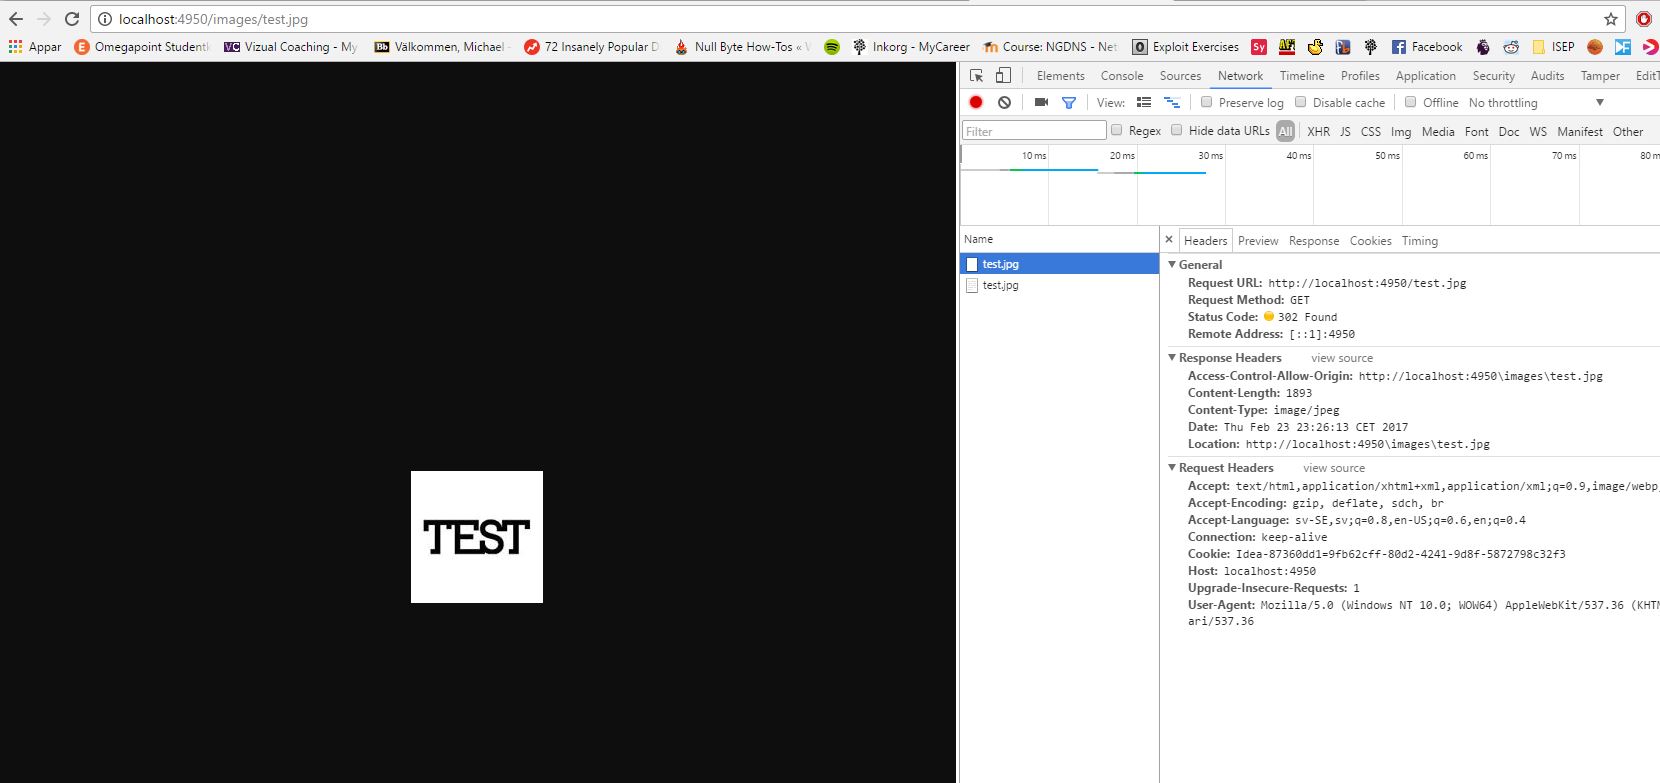 localhost:4950/images/test.jpg
Appar Omegapoint Studentk Vizual Coaching - My Välkommen, Michael - 72 Insanely Popular D Null Byte How-Tos « W Inkorg - MyCareer Course: NGDNS - Net Exploit Exercises Facebook ISEP
Elements Console Sources Network Timeline Profiles Application Security Audits Tamper EditT
View: Preserve log Disable cache Offline No throttling
Filter Regex Hide data URLs All XHR JS CSS Img Media Font Doc WS Manifest Other
10 ms 20 ms 30 ms 40 ms 50 ms 60 ms 70 ms 80 m
Name
test.jpg
test.jpg
× Headers Preview Response Cookies Timing
General
Request URL: http://localhost:4950/test.jpg
Request Method: GET
Status Code: 302 Found
Remote Address: [::1]:4950
Response Headers view source
Access-Control-Allow-Origin: http://localhost:4950\images\test.jpg
Content-Length: 1893
Content-Type: image/jpeg
Date: Thu Feb 23 23:26:13 CET 2017
Location: http://localhost:4950\images\test.jpg
Request Headers view source
Accept: text/html,application/xhtml+xml,application/xml;q=0.9,image/webp,
Accept-Encoding: gzip, deflate, sdch, br
Accept-Language: sv-SE,sv;q=0.8,en-US;q=0.6,en;q=0.4
Connection: keep-alive
Cookie: Idea-87360dd1=9fb62cff-80d2-4241-9d8f-5872798c32f3
Host: localhost:4950
Upgrade-Insecure-Requests: 1
User-Agent: Mozilla/5.0 (Windows NT 10.0; WOW64) AppleWebKit/537.36 (KHTM
ari/537.36
TEST